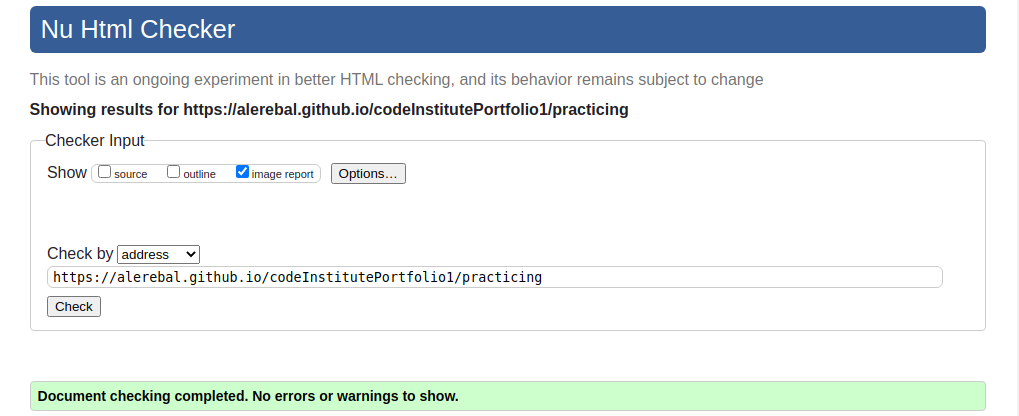 Nu Html Checker
This tool is an ongoing experiment in better HTML checking, and its behavior remains subject to change
Showing results for https://alerebal.github.io/codeInstitutePortfolio1/practicing
Checker Input
Show source outline image report Options...
Check by address
https://alerebal.github.io/codeInstitutePortfolio1/practicing
Check
Document checking completed. No errors or warnings to show.